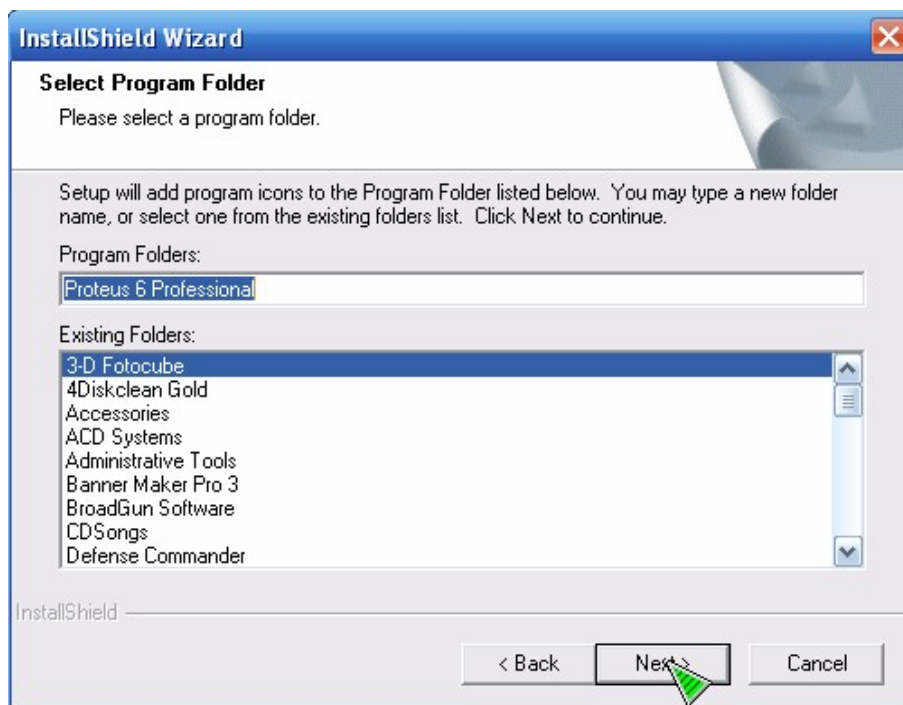 InstallShield Wizard
Select Program Folder
Please select a program folder.
Setup will add program icons to the Program Folder listed below. You may type a new folder
name, or select one from the existing folders list. Click Next to continue.
Program Folders:
Proteus 6 Professional
Existing Folders:
3-D Fotocube
4Diskclean Gold
Accessories
ACD Systems
Administrative Tools
Banner Maker Pro 3
BroadGun Software
CDSongs
Defense Commander
InstallShield
< Back Next > Cancel